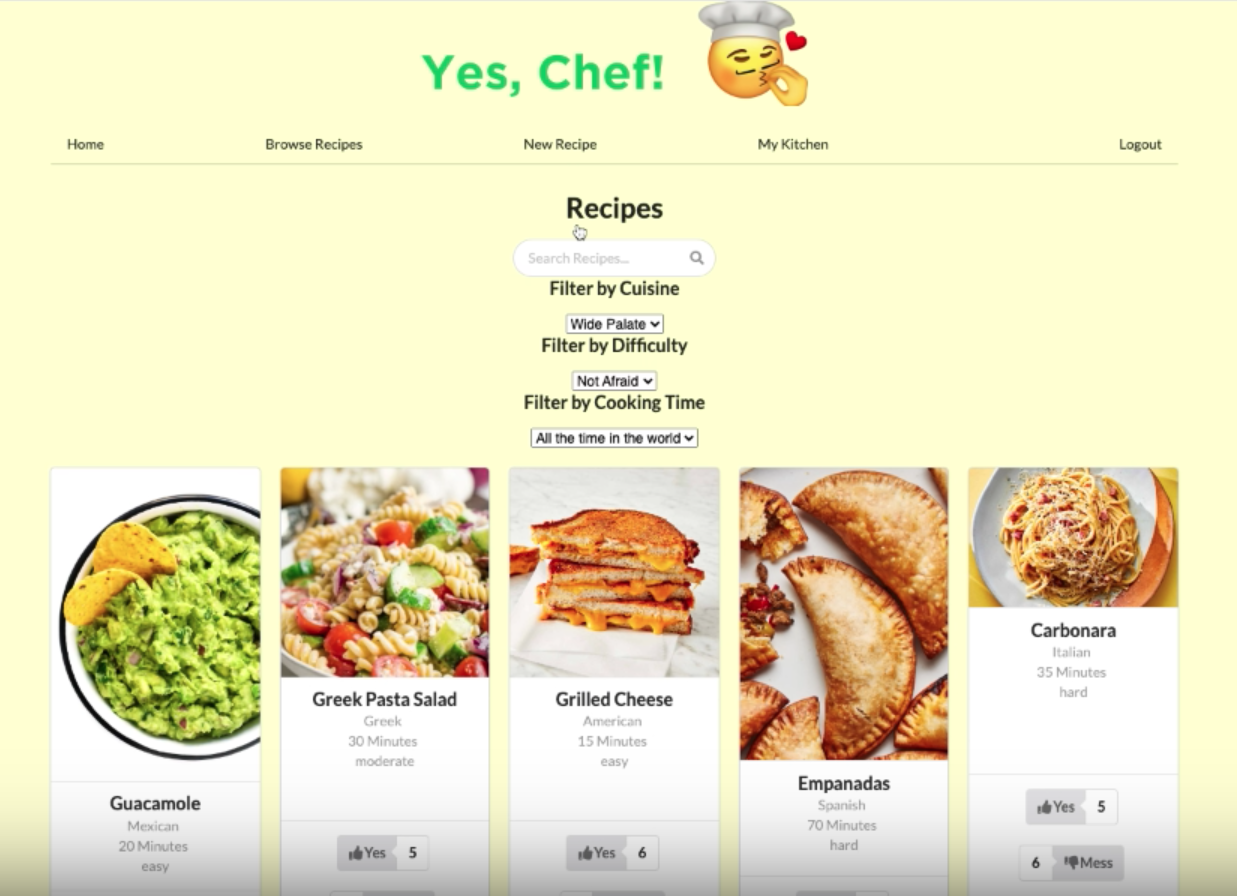 Yes, Chef!
Home
Browse Recipes
New Recipe
My Kitchen
Logout
Recipes
Search Recipes...
Filter by Cuisine
Wide Palate
Filter by Difficulty
Not Afraid
Filter by Cooking Time
All the time in the world
Guacamole
Mexican
20 Minutes
easy
Greek Pasta Salad
Greek
30 Minutes
moderate
Yes 5
Grilled Cheese
American
15 Minutes
easy
Yes 6
Empanadas
Spanish
70 Minutes
hard
Carbonara
Italian
35 Minutes
hard
Yes 5
6 Mess